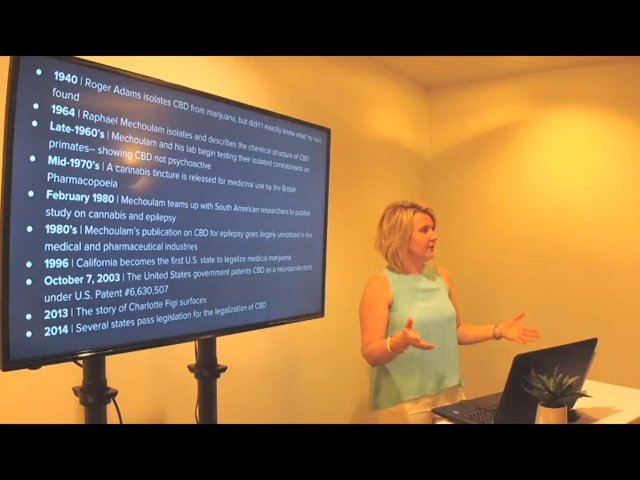 1940 | Roger Adams isolates CBD from marijuana, but didn't exactly know what he had
found
1964 | Raphael Mechoulam isolates and describes the chemical structure of CBD
Late-1960's | Mechoulam and his lab begin testing their isolated cannabinoids on
primates– showing CBD not psychoactive
Mid-1970's | A cannabis tincture is released for medicinal use by the British
Pharmacopoeia
February 1980 | Mechoulam teams up with South American researchers to publish
study on cannabis and epilepsy
1980's | Mechoulam's publication on CBD for epilepsy goes largely unnoticed in the
medical and pharmaceutical industries
1996 | California becomes the first U.S. state to legalize medical marijuana
October 7, 2003 | The United States government patents CBD as a neuroprotectant
under U.S. Patent #6,630,507
2013 | The story of Charlotte Figi surfaces
2014 | Several states pass legislation for the legalization of CBD